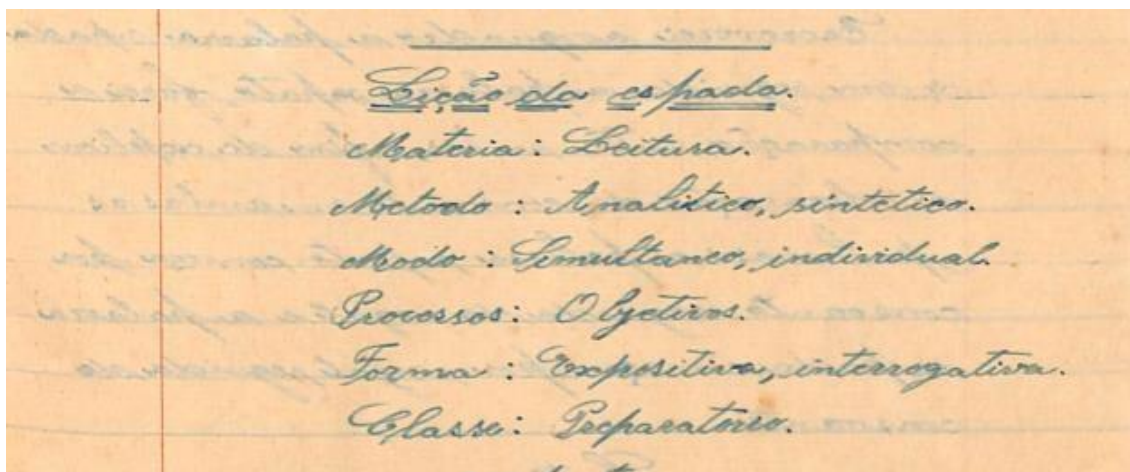 Lição da espada.
Materia: Leitura.
Metodo: Analitico, sintetico.
Modo: Simultaneo, individual.
Processos: Objetivos.
Forma: Expositiva, interrogativa.
Classe: Preparatorio.